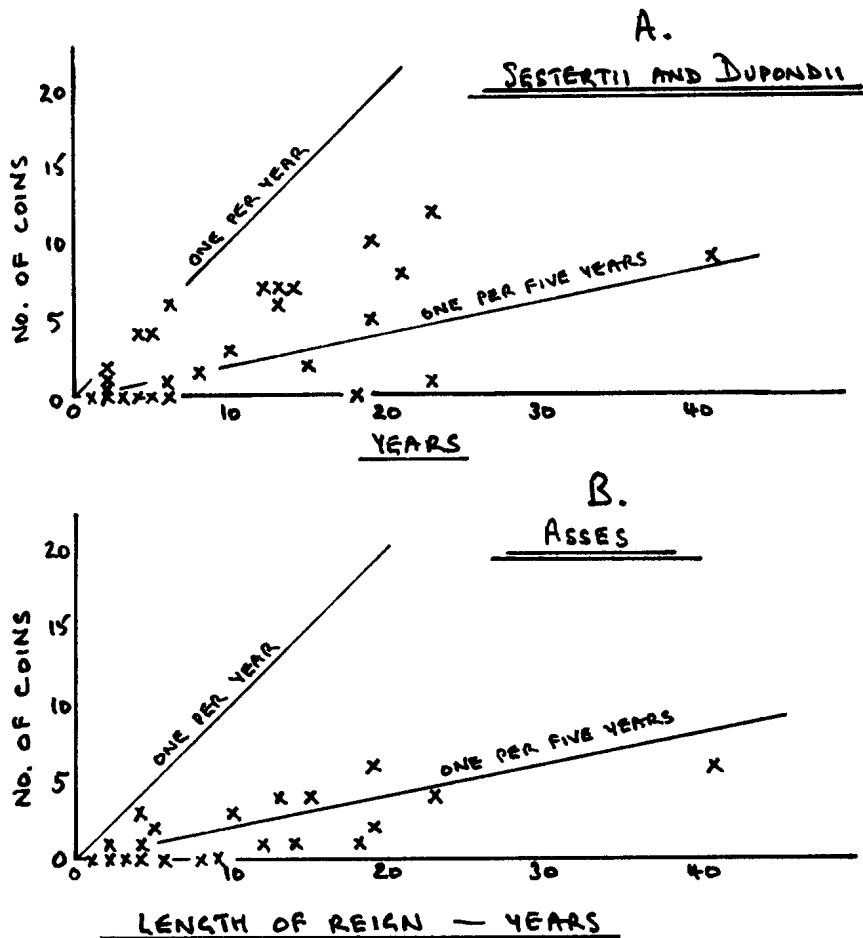 A.
SESTERTII AND DUPONDII
20
15
10
5
0
No. OF COINS
ONE PER YEAR
ONE PER FIVE YEARS
10 20 30 40
YEARS
B.
ASSES
20
15
10
5
0
No. OF COINS
ONE PER YEAR
ONE PER FIVE YEARS
0 10 20 30 40
LENGTH OF REIGN — YEARS